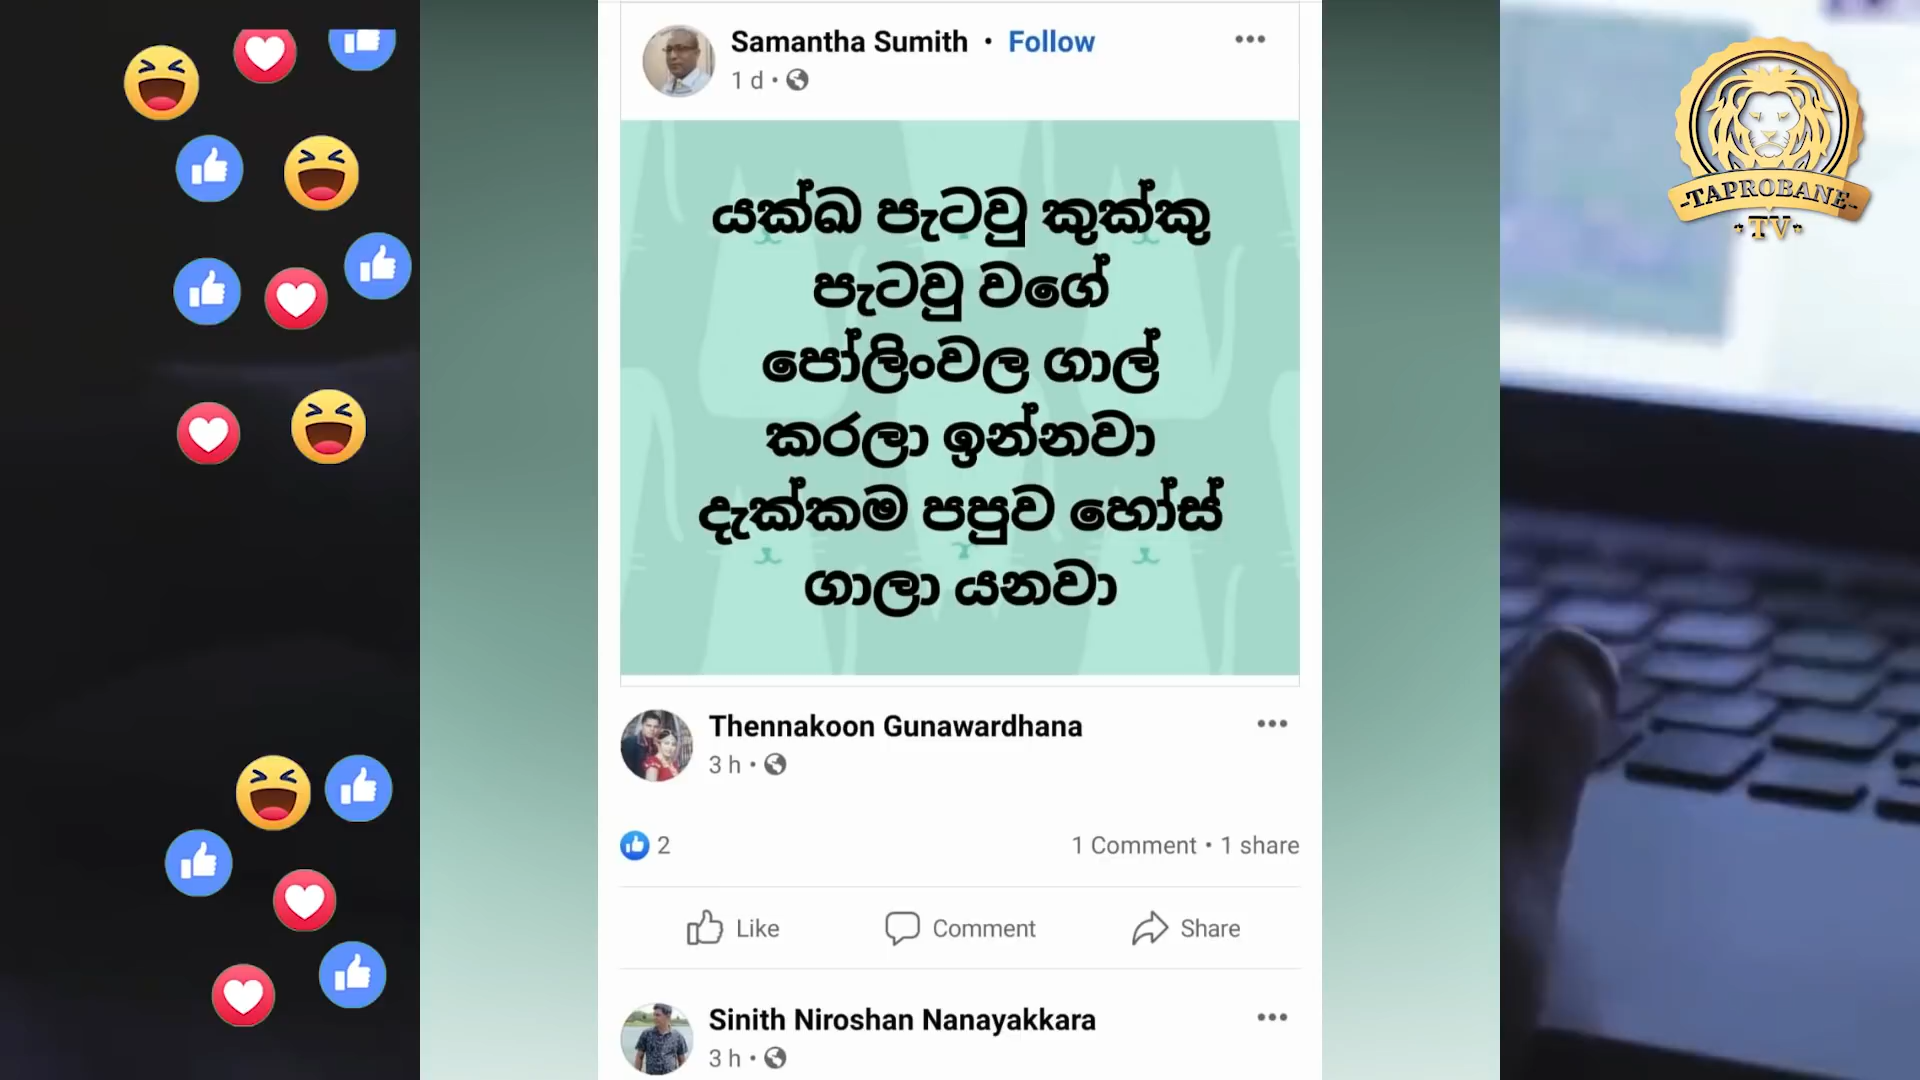 Samantha Sumith • Follow
1 d •
යක්ඛ පැටවු කුක්කු
පැටවු වගේ
පෝලිංවල ගාල්
කරලා ඉන්නවා
දැක්කම පපුව හෝස්
ගාලා යනවා
Thennakoon Gunawardhana
3 h •
2
1 Comment • 1 share
Like
Comment
Share
Sinith Niroshan Nanayakkara
3 h •
TAPROBANE
TV